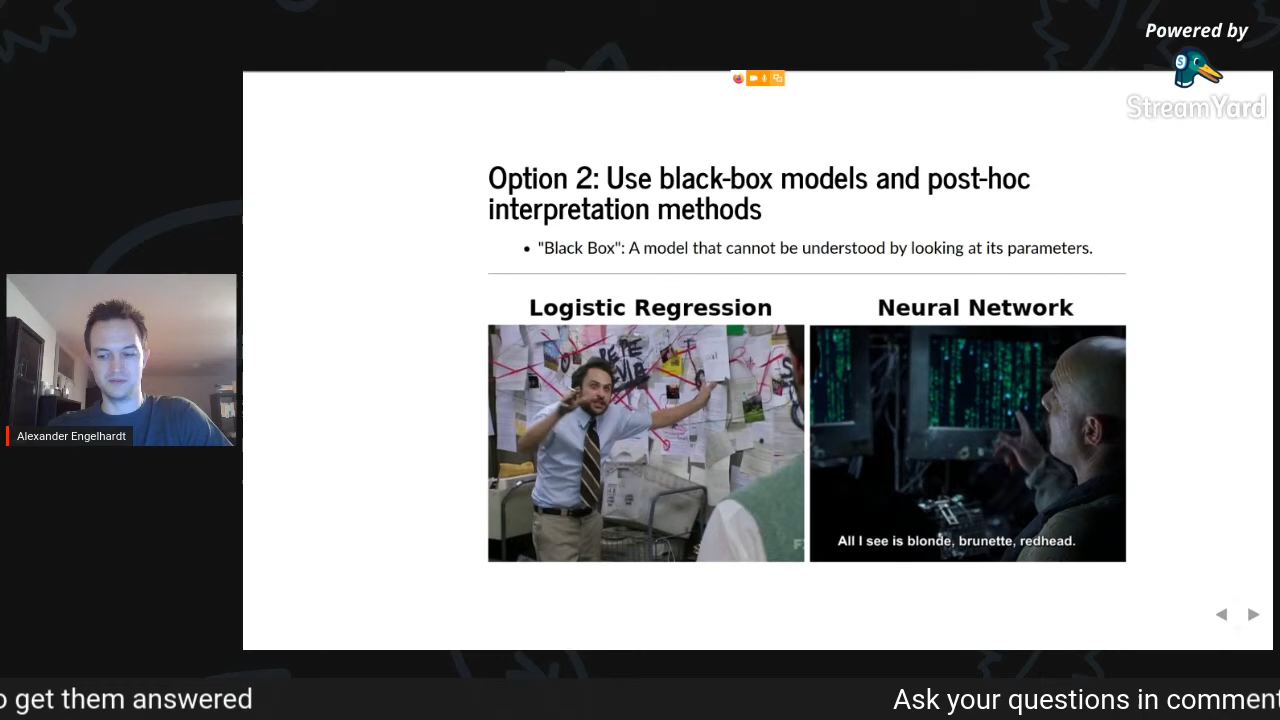 Powered by
StreamYard
Option 2: Use black-box models and post-hoc
interpretation methods
• "Black Box": A model that cannot be understood by looking at its parameters.
Logistic Regression
Neural Network
PEPE
SEVIA
All I see is blonde, brunette, redhead.
Alexander Engelhardt
o get them answered
Ask your questions in comment